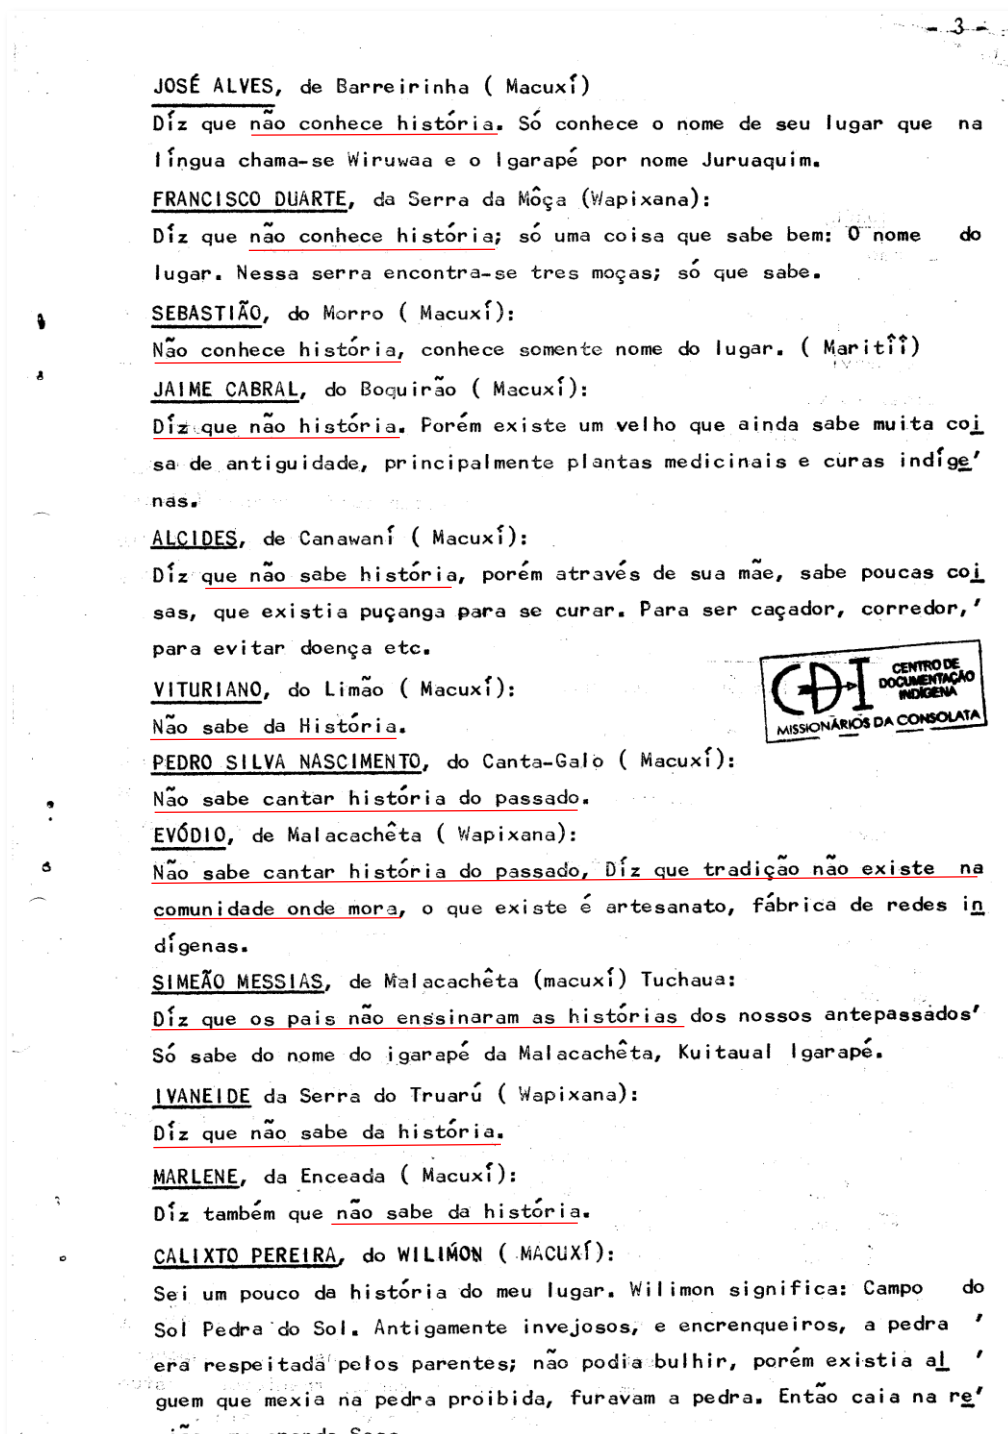 - 3 -
JOSÉ ALVES, de Barreirinha ( Macuxí)
Díz que não conhece história. Só conhece o nome de seu lugar que na
língua chama-se Wiruwaa e o Igarapé por nome Juruaquim.
FRANCISCO DUARTE, da Serra da Môça (Wapixana):
Díz que não conhece história; só uma coisa que sabe bem: O nome do
lugar. Nessa serra encontra-se tres moças; só que sabe.
SEBASTIÃO, do Morro ( Macuxí):
Não conhece história, conhece somente nome do lugar. ( Maritîî)
JAIME CABRAL, do Boquirão ( Macuxí):
Díz que não história. Porém existe um velho que ainda sabe muita coi
sa de antiguidade, principalmente plantas medicinais e curas indíge'
nas.
ALCIDES, de Canawaní ( Macuxí):
Díz que não sabe história, porém através de sua mãe, sabe poucas coi
sas, que existia puçanga para se curar. Para ser caçador, corredor,'
para evitar doença etc.
CDI CENTRO DE
DOCUMENTAÇÃO
INDÍGENA
MISSIONÁRIOS DA CONSOLATA
VITURIANO, do Limão ( Macuxí):
Não sabe da História.
PEDRO SILVA NASCIMENTO, do Canta-Galo ( Macuxí):
Não sabe cantar história do passado.
EVÓDIO, de Malacachêta ( Wapixana):
Não sabe cantar história do passado, Díz que tradição não existe na
comunidade onde mora, o que existe é artesanato, fábrica de redes in
dígenas.
SIMEÃO MESSIAS, de Malacachêta (macuxí) Tuchaua:
Díz que os pais não enssinaram as histórias dos nossos antepassados'
Só sabe do nome do igarapé da Malacachêta, Kuitaual Igarapé.
IVANEIDE da Serra do Truarú ( Wapixana):
Díz que não sabe da história.
MARLENE, da Enceada ( Macuxí):
Díz também que não sabe da história.
CALIXTO PEREIRA, do WILIMON ( MACUXÍ):
Sei um pouco da história do meu lugar. Wilimon significa: Campo do
Sol Pedra do Sol. Antigamente invejosos, e encrenqueiros, a pedra '
era respeitada pelos parentes; não podia bulhir, porém existia al '
guem que mexia na pedra proibida, furavam a pedra. Então caia na re'